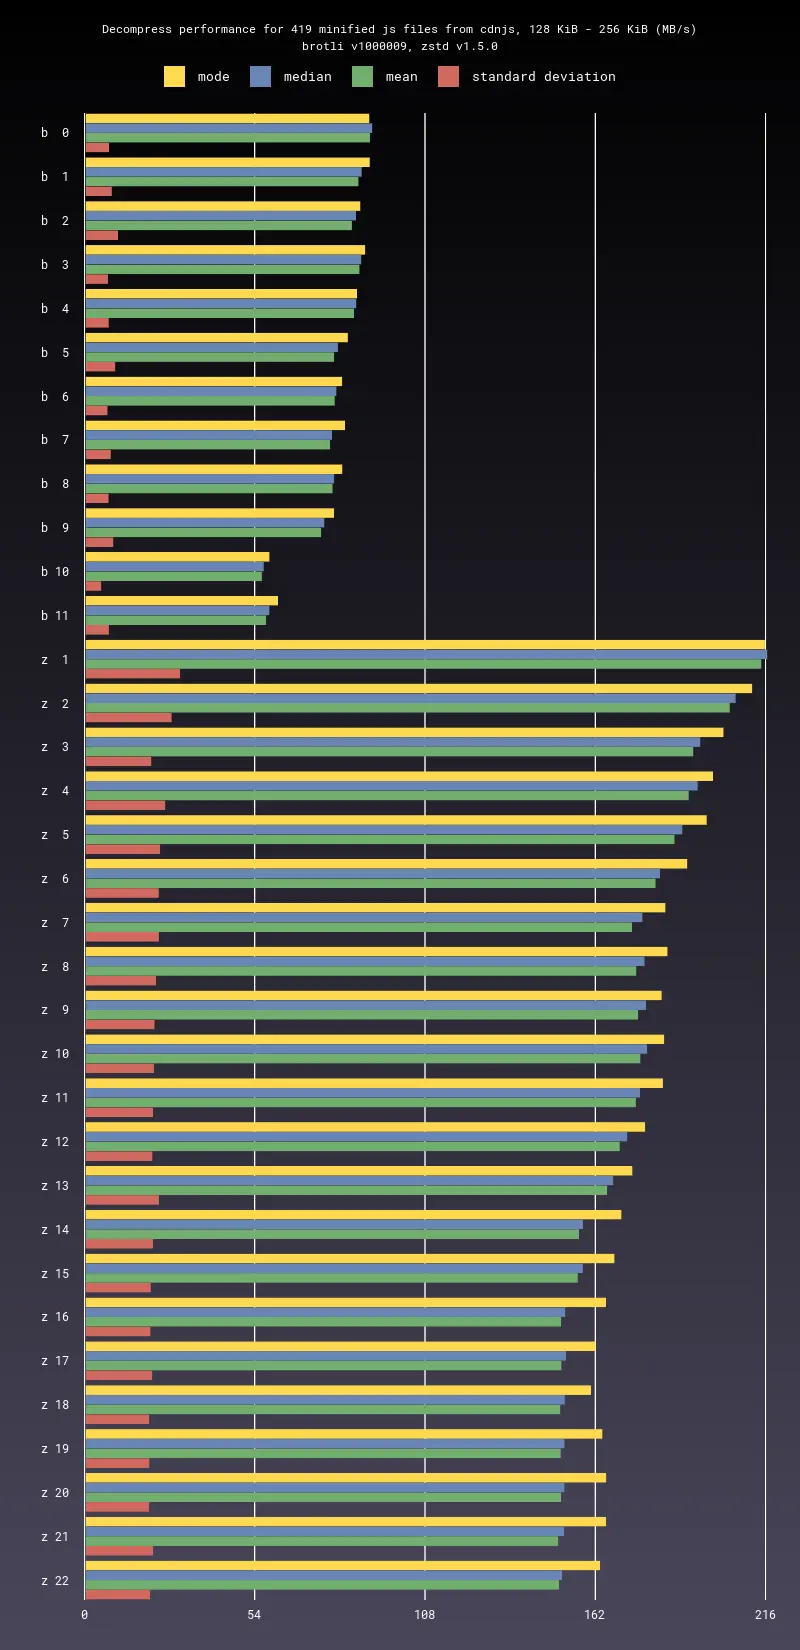 Decompress performance for 419 minified js files from cdnjs, 128 KiB - 256 KiB (MB/s)
brotli v1000009, zstd v1.5.0
mode median mean standard deviation
b 0
b 1
b 2
b 3
b 4
b 5
b 6
b 7
b 8
b 9
b 10
b 11
z 1
z 2
z 3
z 4
z 5
z 6
z 7
z 8
z 9
z 10
z 11
z 12
z 13
z 14
z 15
z 16
z 17
z 18
z 19
z 20
z 21
z 22
0 54 108 162 216